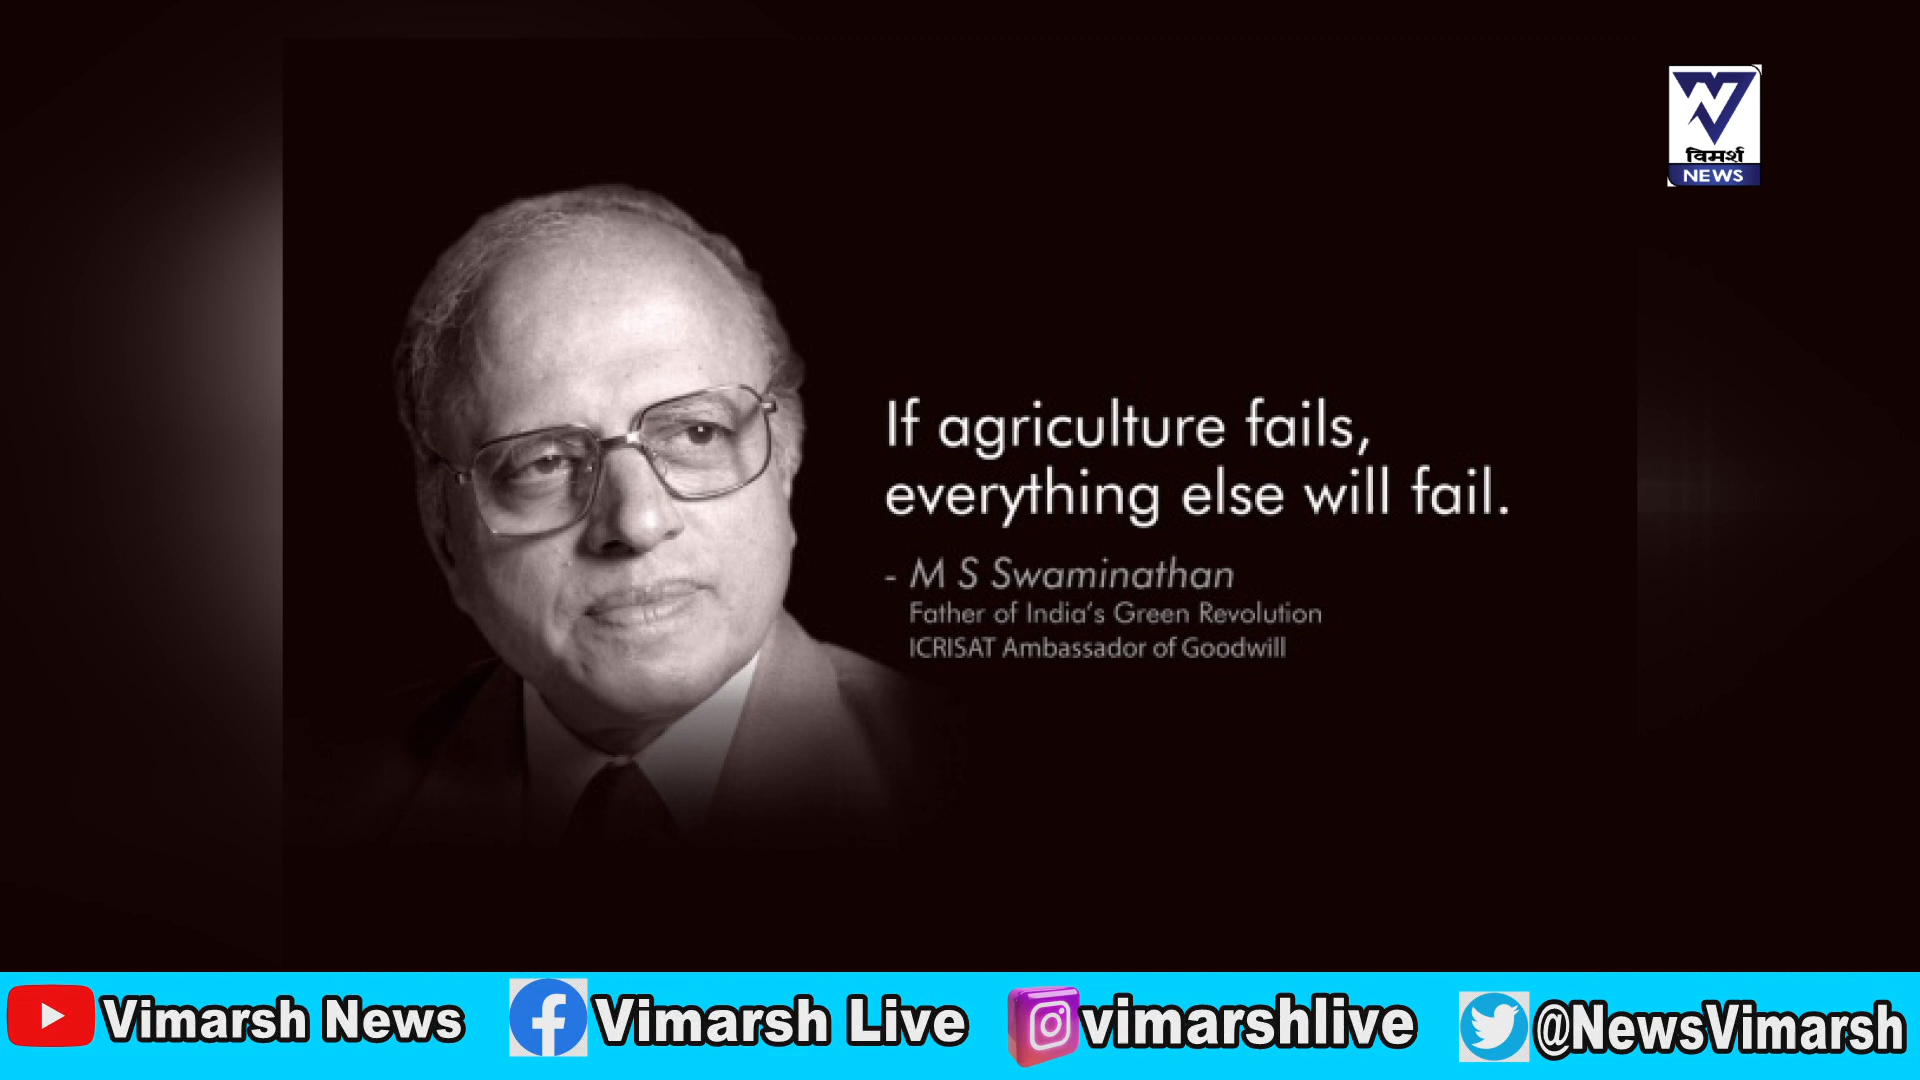 विमर्श
NEWS
If agriculture fails,
everything else will fail.
- M S Swaminathan
Father of India's Green Revolution
ICRISAT Ambassador of Goodwill
Vimarsh News
Vimarsh Live
vimarshlive
@NewsVimarsh